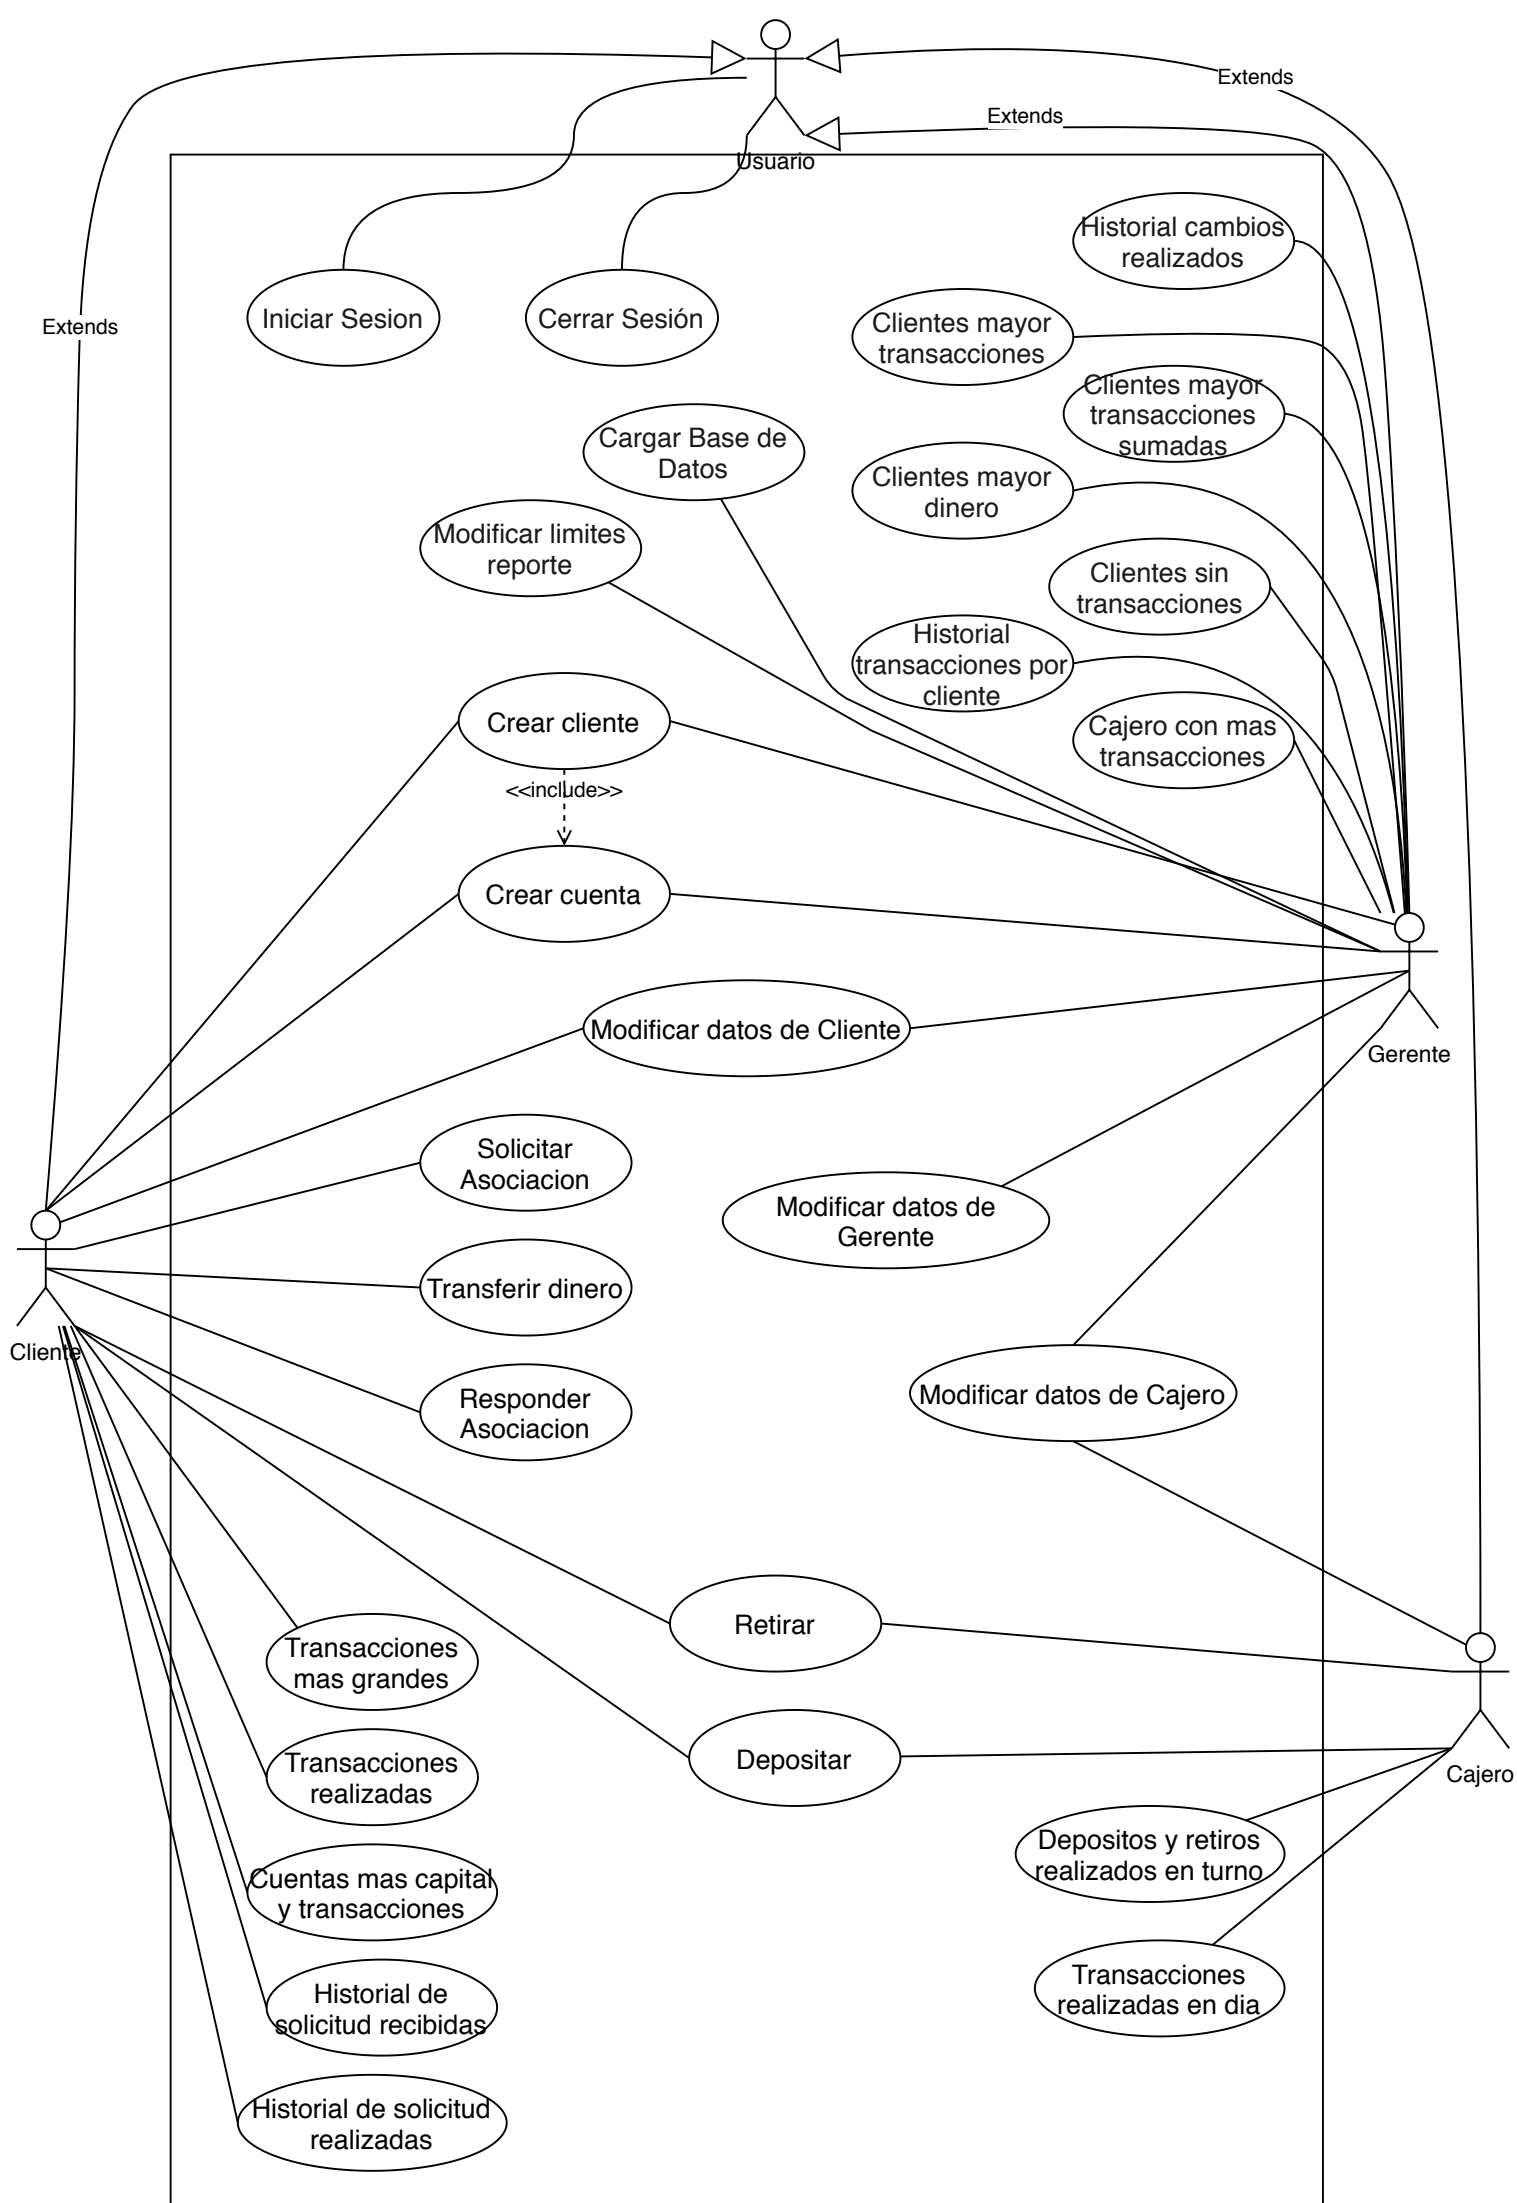 Extends
Extends
Usuario
Historial cambios
realizados
Extends
Iniciar Sesion
Cerrar Sesión
Clientes mayor
transacciones
Clientes mayor
transacciones
sumadas
Cargar Base de
Datos
Clientes mayor
dinero
Modificar limites
reporte
Clientes sin
transacciones
Historial
transacciones por
cliente
Crear cliente
Cajero con mas
transacciones
<<include>>
Crear cuenta
Modificar datos de Cliente
Gerente
Solicitar
Asociacion
Modificar datos de
Gerente
Transferir dinero
Cliente
Responder
Asociacion
Modificar datos de Cajero
Retirar
Transacciones
mas grandes
Depositar
Cajero
Transacciones
realizadas
Depositos y retiros
realizados en turno
Cuentas mas capital
y transacciones
Transacciones
realizadas en dia
Historial de
solicitud recibidas
Historial de solicitud
realizadas